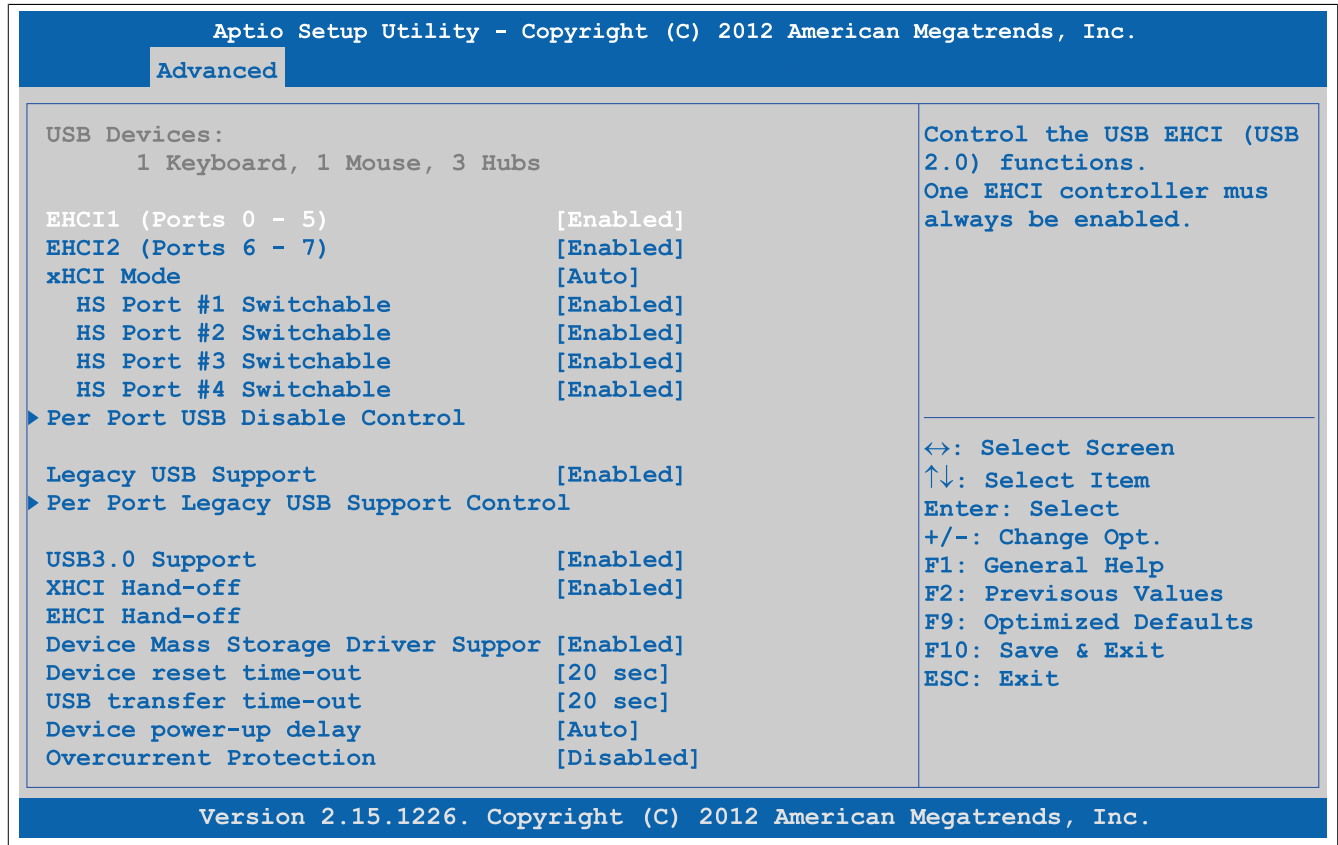 Aptio Setup Utility - Copyright (C) 2012 American Megatrends, Inc.
Advanced
USB Devices:
1 Keyboard, 1 Mouse, 3 Hubs
EHCI1 (Ports 0 - 5) [Enabled]
EHCI2 (Ports 6 - 7) [Enabled]
xHCI Mode [Auto]
HS Port #1 Switchable [Enabled]
HS Port #2 Switchable [Enabled]
HS Port #3 Switchable [Enabled]
HS Port #4 Switchable [Enabled]
Per Port USB Disable Control
Legacy USB Support [Enabled]
Per Port Legacy USB Support Control
USB3.0 Support [Enabled]
XHCI Hand-off [Enabled]
EHCI Hand-off
Device Mass Storage Driver Suppor [Enabled]
Device reset time-out [20 sec]
USB transfer time-out [20 sec]
Device power-up delay [Auto]
Overcurrent Protection [Disabled]
Control the USB EHCI (USB
2.0) functions.
One EHCI controller mus
always be enabled.
↔: Select Screen
↑↓: Select Item
Enter: Select
+/-: Change Opt.
F1: General Help
F2: Previsous Values
F9: Optimized Defaults
F10: Save & Exit
ESC: Exit
Version 2.15.1226. Copyright (C) 2012 American Megatrends, Inc.